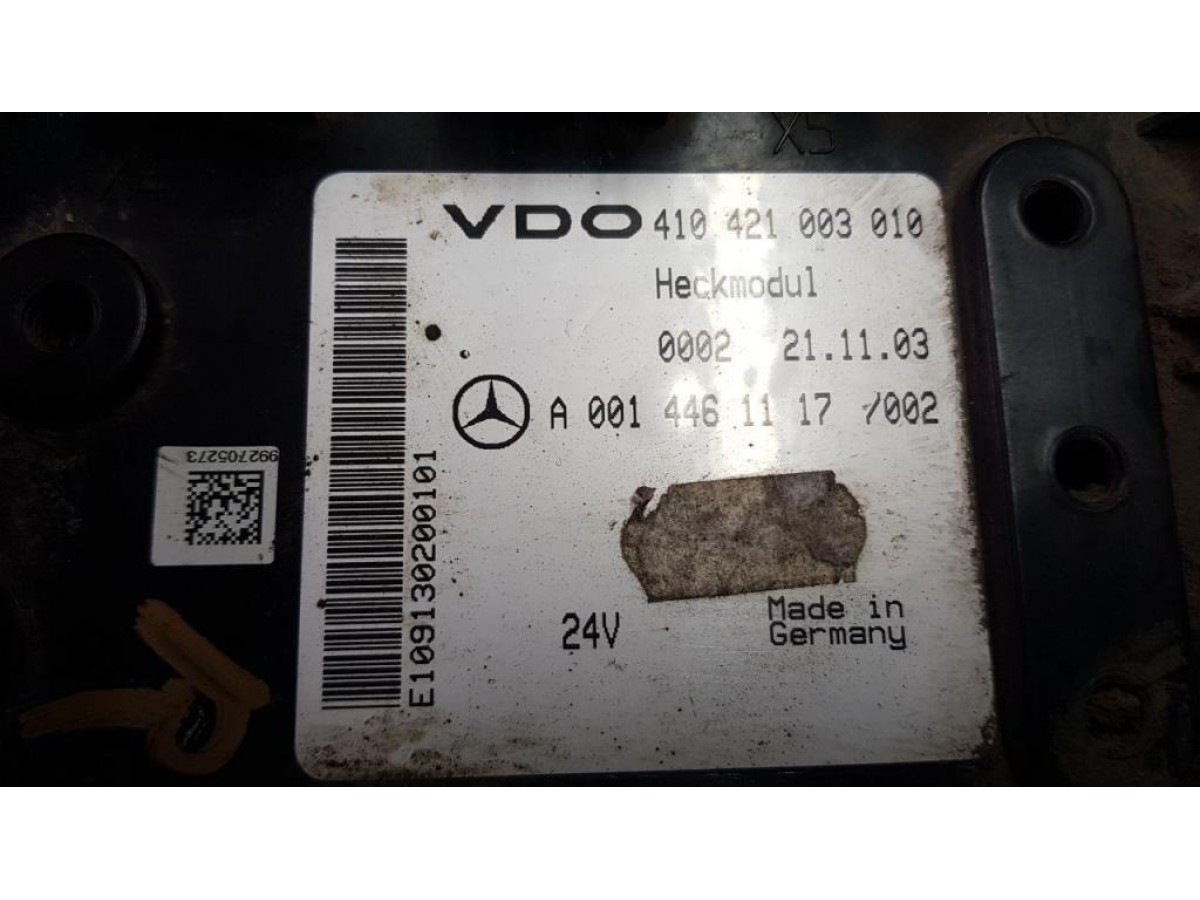 X5
VDO 410 421 003 010
Heckmodul
0002 21.11.03
A 001 446 11 17 /002
992705273
E109130200101
24V
Made in
Germany